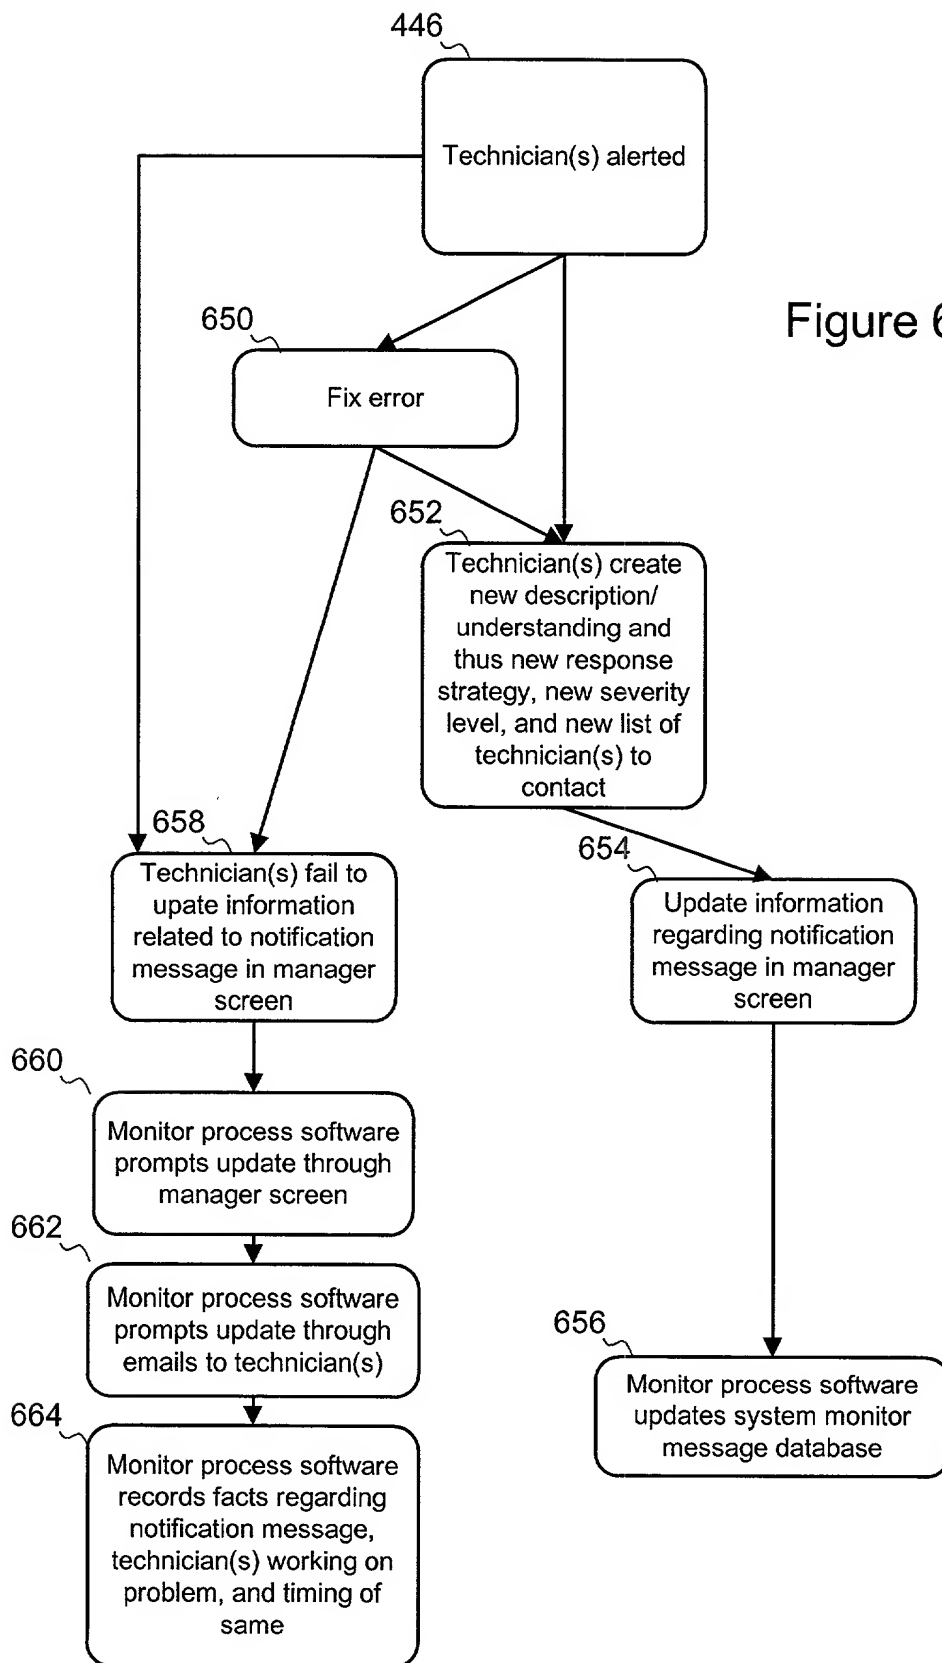 446
Technician(s) alerted
Figure 6
650
Fix error
652
Technician(s) create
new description/
understanding and
thus new response
strategy, new severity
level, and new list of
technician(s) to
contact
658
Technician(s) fail to
upate information
related to notification
message in manager
screen
654
Update information
regarding notification
message in manager
screen
660
Monitor process software
prompts update through
manager screen
662
Monitor process software
prompts update through
emails to technician(s)
656
Monitor process software
updates system monitor
message database
664
Monitor process software
records facts regarding
notification message,
technician(s) working on
problem, and timing of
same